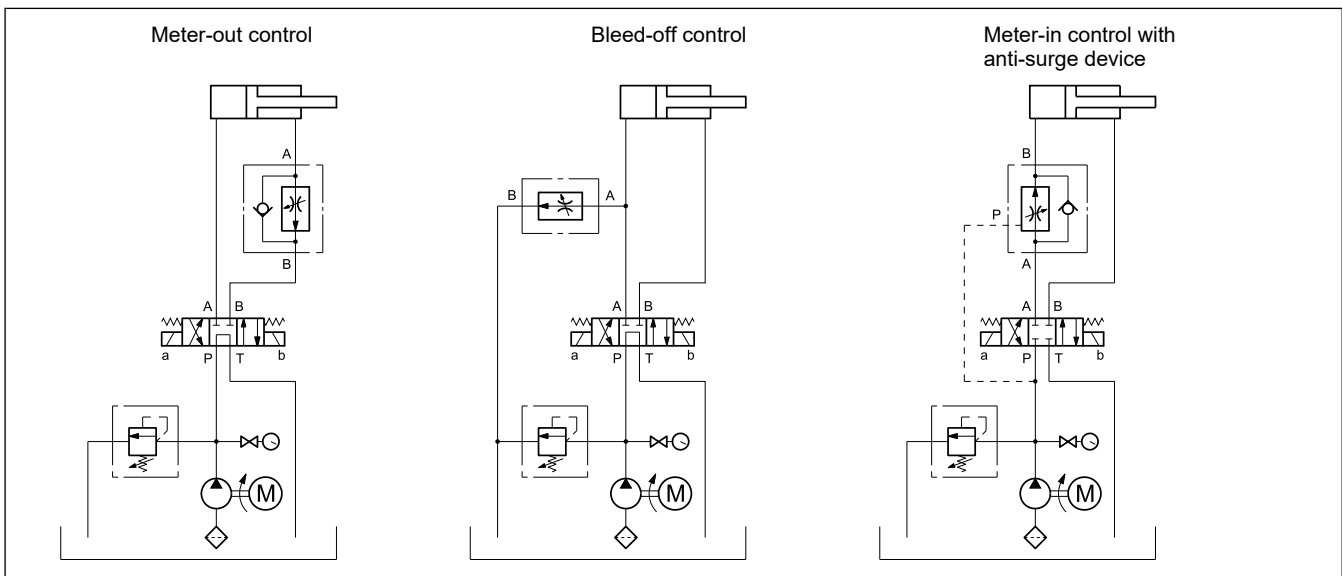 Meter-out control
A
B
A B
a P T b
M
Bleed-off control
B A
A B
a P T b
M
Meter-in control with
anti-surge device
B
P
A
A B
a P T b
M